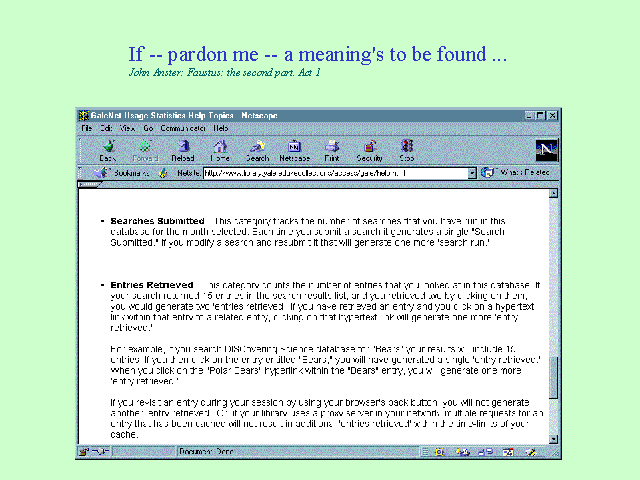 If -- pardon me -- a meaning's to be found ...
John Anster: Faustus: the second part. Act 1
GaleNet Usage Statistics Help Topics - Netscape
File Edit View Go Communicator Help
Back Forward Reload Home Search Netscape Print Security Stop
Bookmarks Netsite: What's Related
• Searches Submitted This category tracks the number of searches that you have run in this
database for the month selected. Each time you submit a search it generates a single "Search
Submitted." If you modify a search and resubmit it that will generate one more 'search run.'
• Entries Retrieved This category counts the number of entries that you looked at in this database. If
your search returned 15 entries in the search results list, and you retrieved two by clicking on them,
you would generate two 'entries retrieved'. If you have retrieved an entry and you click on a hypertext
link within that entry to a related entry, clicking on that hypertext link will generate one more 'entry
retrieved.'
For example, if you search DISCovering Science database for "Bears" your results will include
entries. If you then click on the entry entitled "Bears," you will have generated a single 'entry retrieved.'
When you click on the "Polar Bears" hyperlink within the "Bears" entry, you will generate one more
'entry retrieved.'
If you revisit an entry during your session by using your browser's back button, you will not generate
another 'entry retrieved'. Or, if your library uses a proxy server in your network, multiple requests for an
entry that has been cached will not result in additional 'entries retrieved' within the time-limits of your
cache.
Document: Done